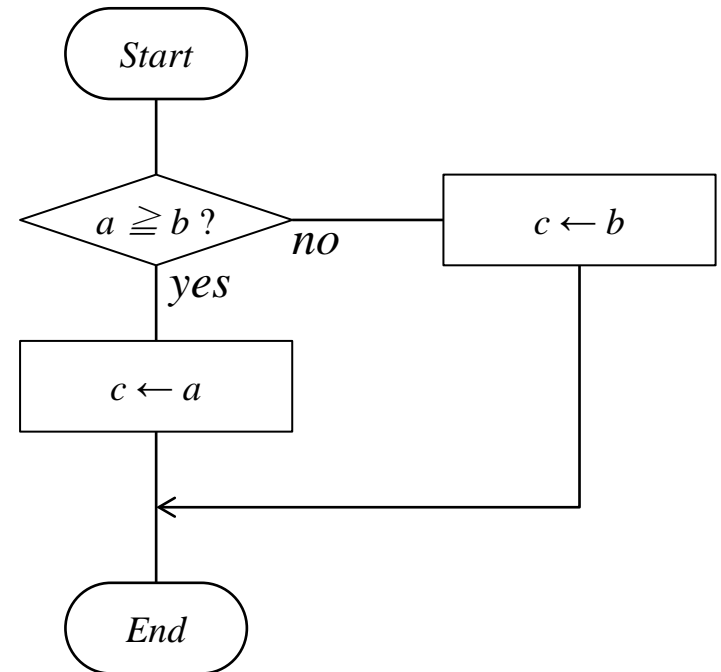 Start
a ≧ b ?
no
c ← b
yes
c ← a
End